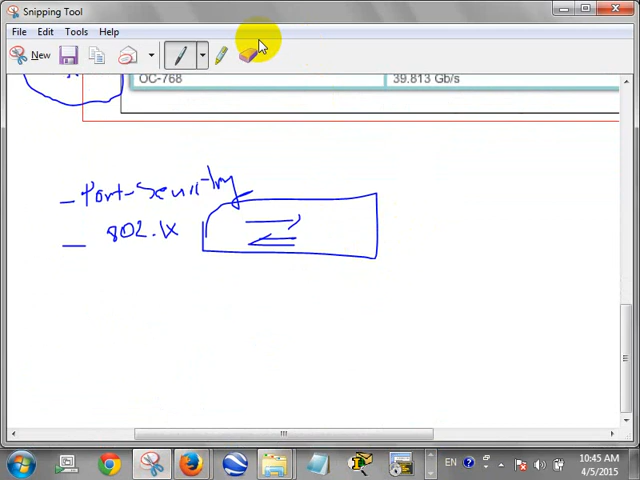 Snipping Tool
File Edit Tools Help
New
OC-768 39.813 Gb/s
- Port-Security
- 802.1x
EN
10:45 AM
4/5/2015